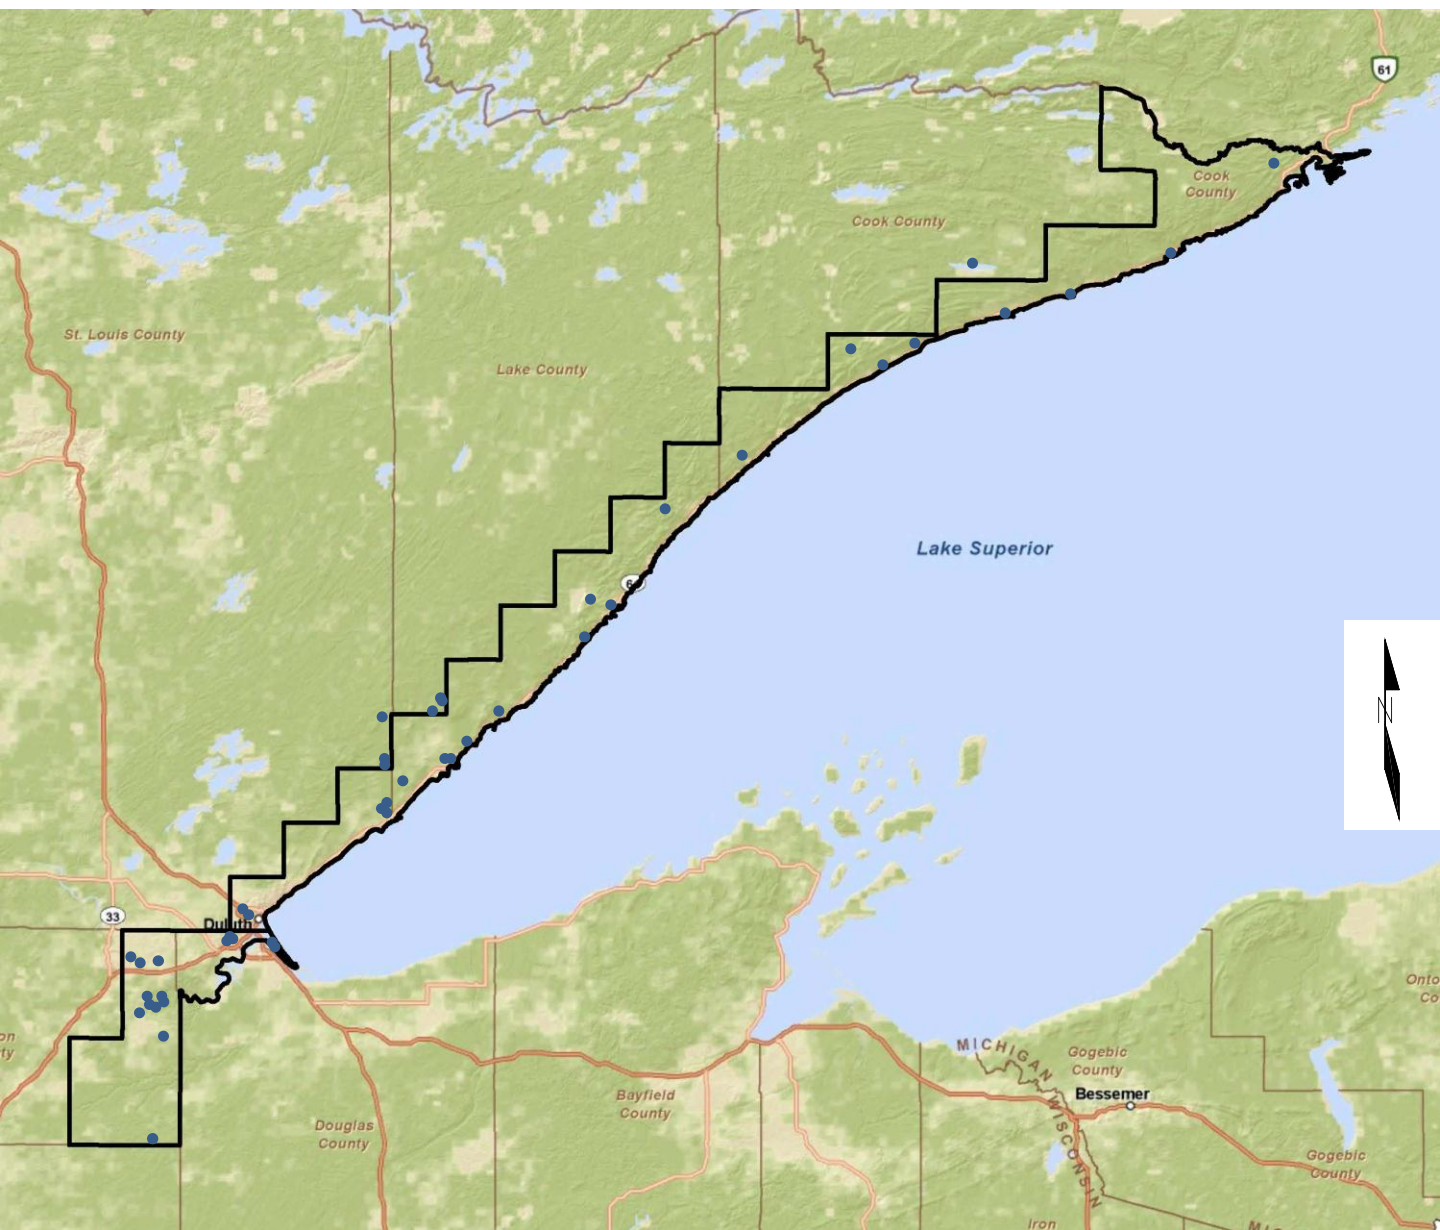 61
Cook
County
Cook County
St. Louis County
Lake County
Lake Superior
N
33
Duluth
MICHIGAN
WISCONSIN
Gogebic
County
Bessemer
Bayfield
County
Douglas
County
Gogebic
County
Iron